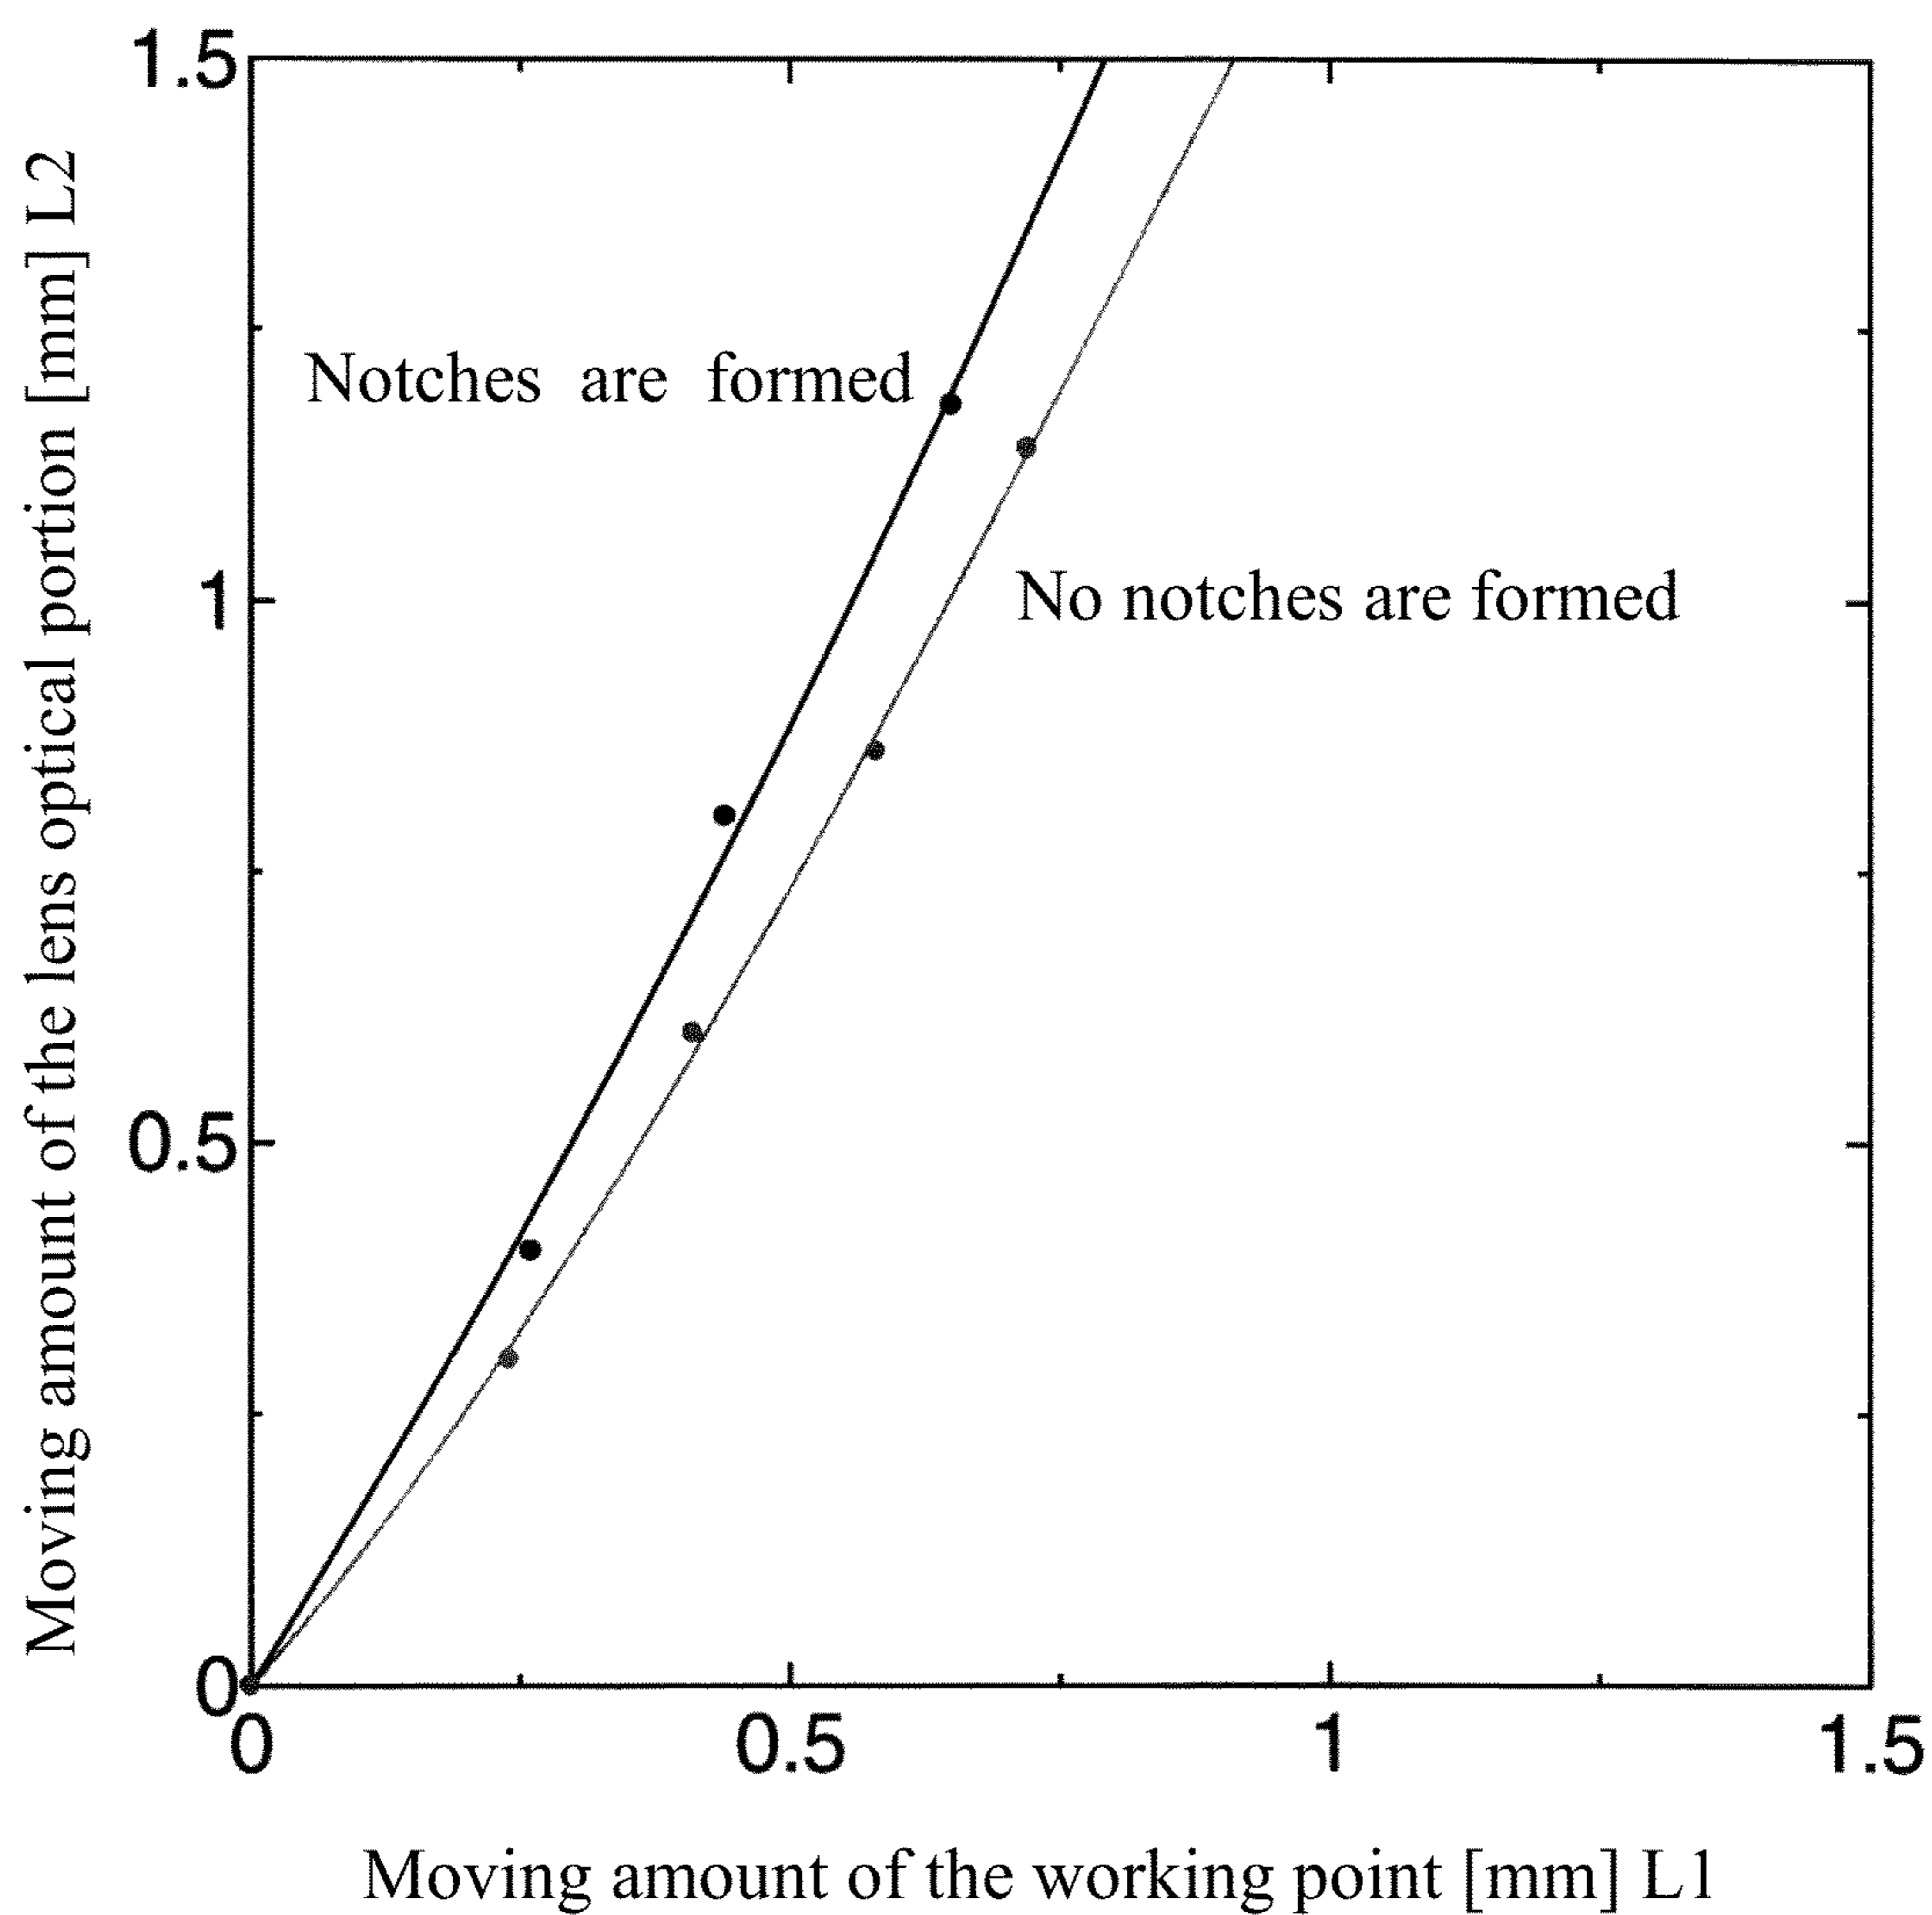 1.5
Moving amount of the lens optical portion [mm] L2
Notches are formed
1
No notches are formed
0.5
0
0 0.5 1 1.5
Moving amount of the working point [mm] L1